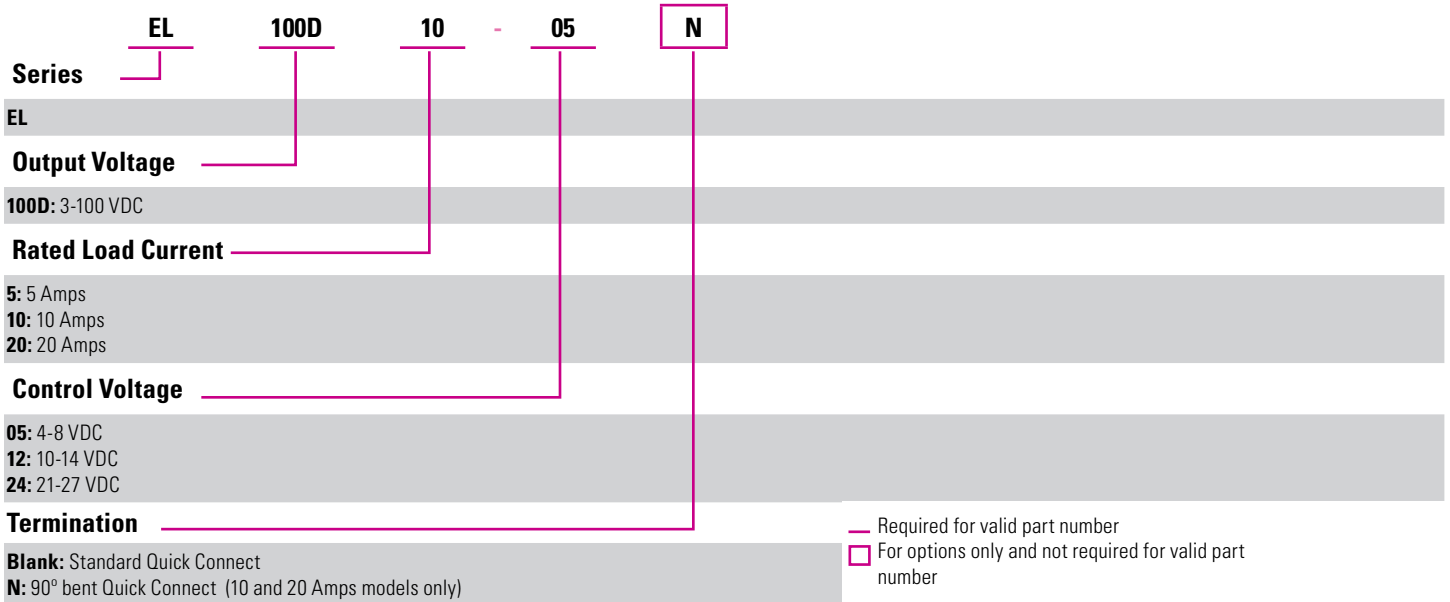 EL 100D 10 - 05 N
Series
EL
Output Voltage
100D: 3-100 VDC
Rated Load Current
5: 5 Amps
10: 10 Amps
20: 20 Amps
Control Voltage
05: 4-8 VDC
12: 10-14 VDC
24: 21-27 VDC
Termination
Blank: Standard Quick Connect
N: 90º bent Quick Connect (10 and 20 Amps models only)
Required for valid part number
For options only and not required for valid part
number